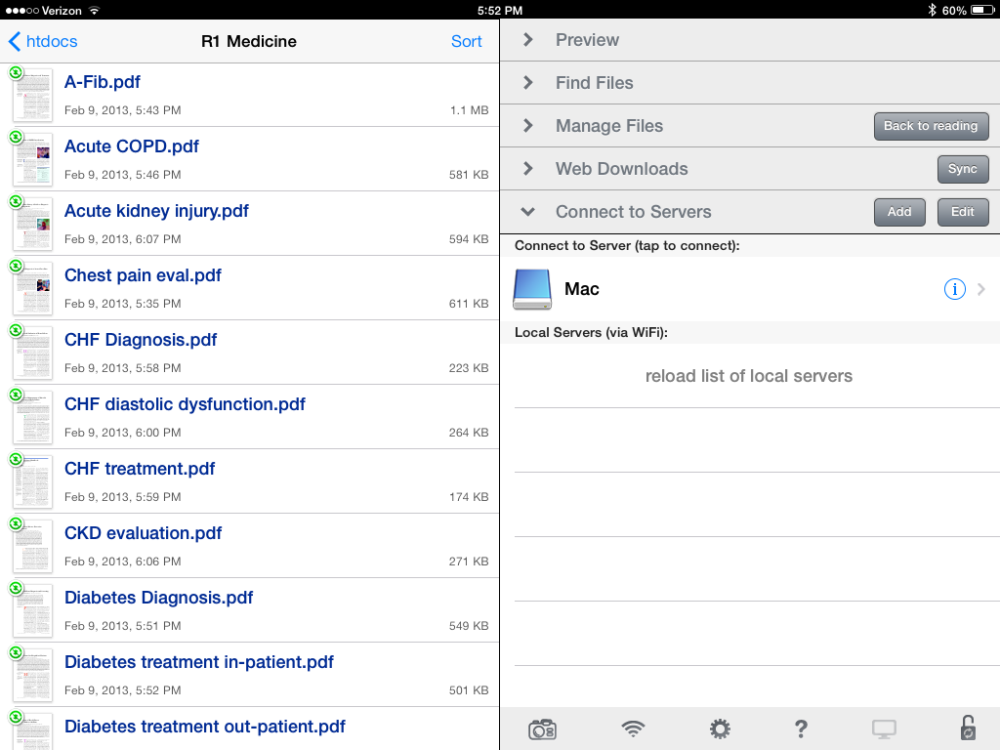 Verizon
5:52 PM
60%
htdocs
R1 Medicine
Sort
A-Fib.pdf
Feb 9, 2013, 5:43 PM
1.1 MB
Acute COPD.pdf
Feb 9, 2013, 5:46 PM
581 KB
Acute kidney injury.pdf
Feb 9, 2013, 6:07 PM
594 KB
Chest pain eval.pdf
Feb 9, 2013, 5:35 PM
611 KB
CHF Diagnosis.pdf
Feb 9, 2013, 5:58 PM
223 KB
CHF diastolic dysfunction.pdf
Feb 9, 2013, 6:00 PM
264 KB
CHF treatment.pdf
Feb 9, 2013, 5:59 PM
174 KB
CKD evaluation.pdf
Feb 9, 2013, 6:06 PM
271 KB
Diabetes Diagnosis.pdf
Feb 9, 2013, 5:51 PM
549 KB
Diabetes treatment in-patient.pdf
Feb 9, 2013, 5:52 PM
501 KB
Diabetes treatment out-patient.pdf
Preview
Find Files
Manage Files
Back to reading
Web Downloads
Sync
Connect to Servers
Add
Edit
Connect to Server (tap to connect):
Mac
i
Local Servers (via WiFi):
reload list of local servers
?